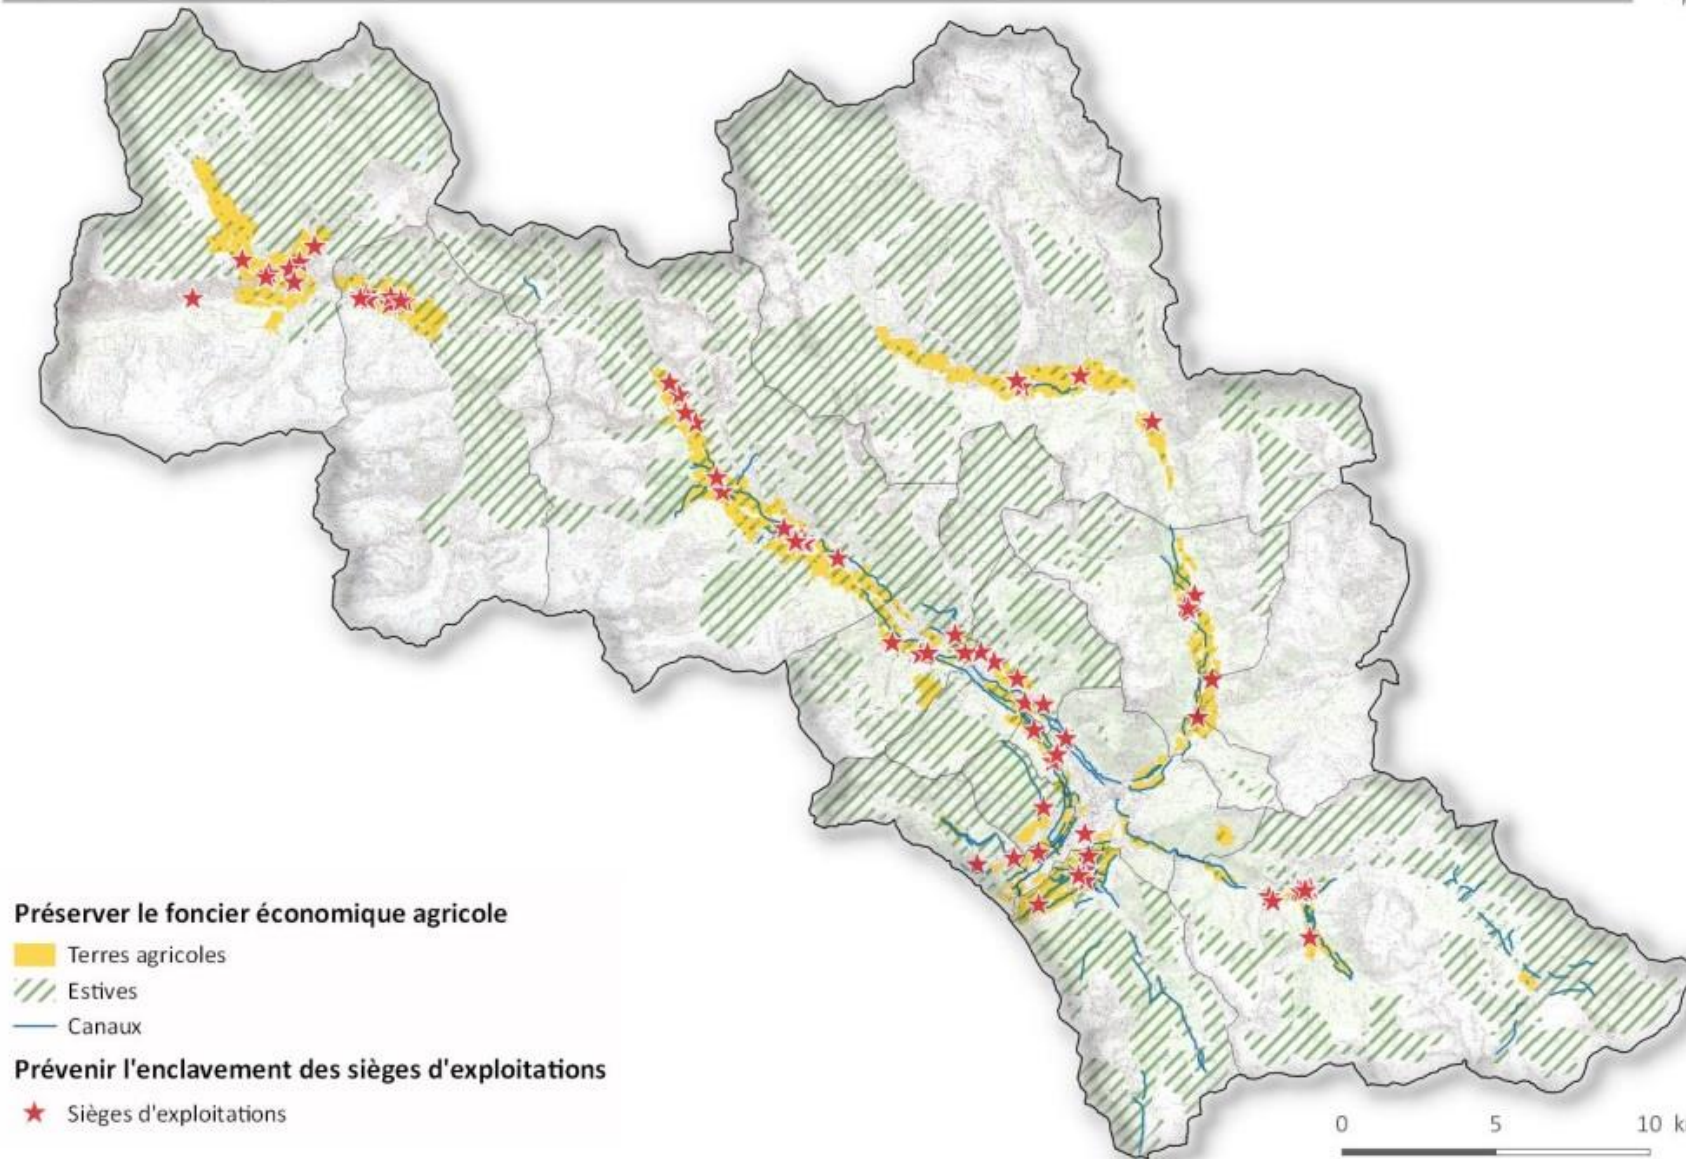 Préserver le foncier économique agricole
Terres agricoles
Estives
Canaux
Prévenir l'enclavement des sièges d'exploitations
Sièges d'exploitations
0 5 10 k